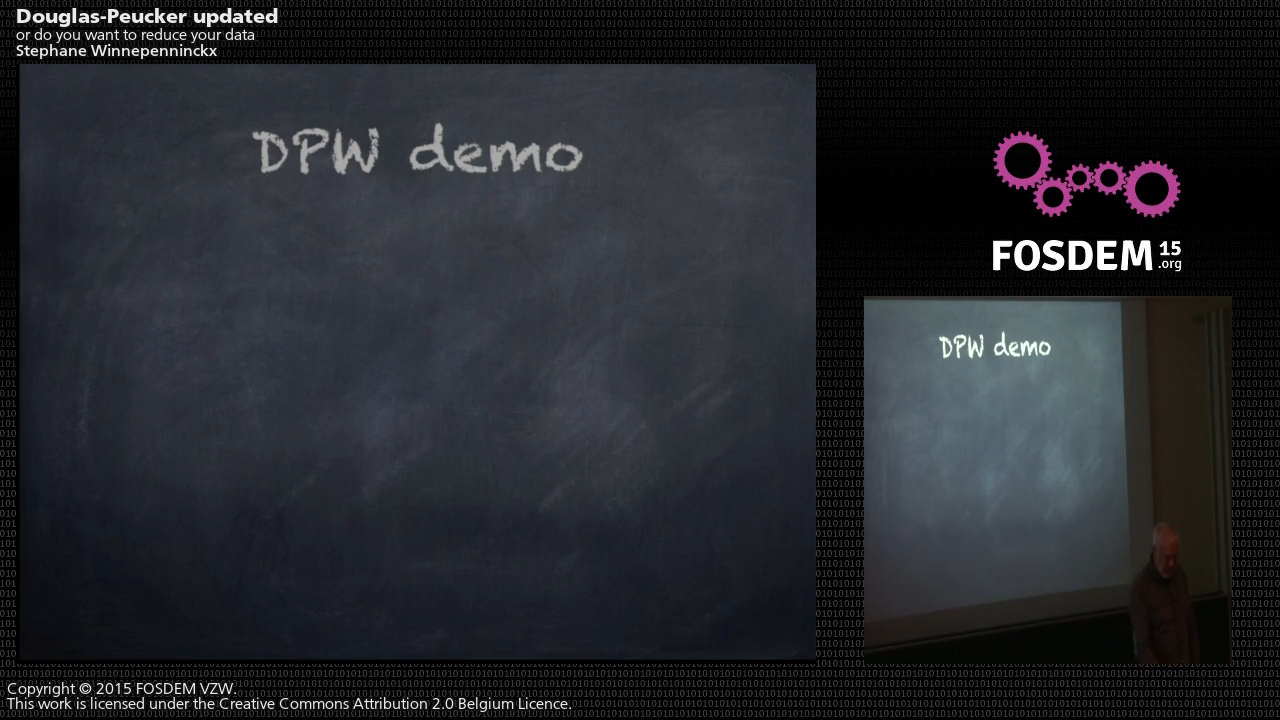 Douglas-Peucker updated
or do you want to reduce your data
Stephane Winnepenninckx
DPW demo
FOSDEM 15
.org
DPW demo
Copyright © 2015 FOSDEM VZW.
This work is licensed under the Creative Commons Attribution 2.0 Belgium Licence.